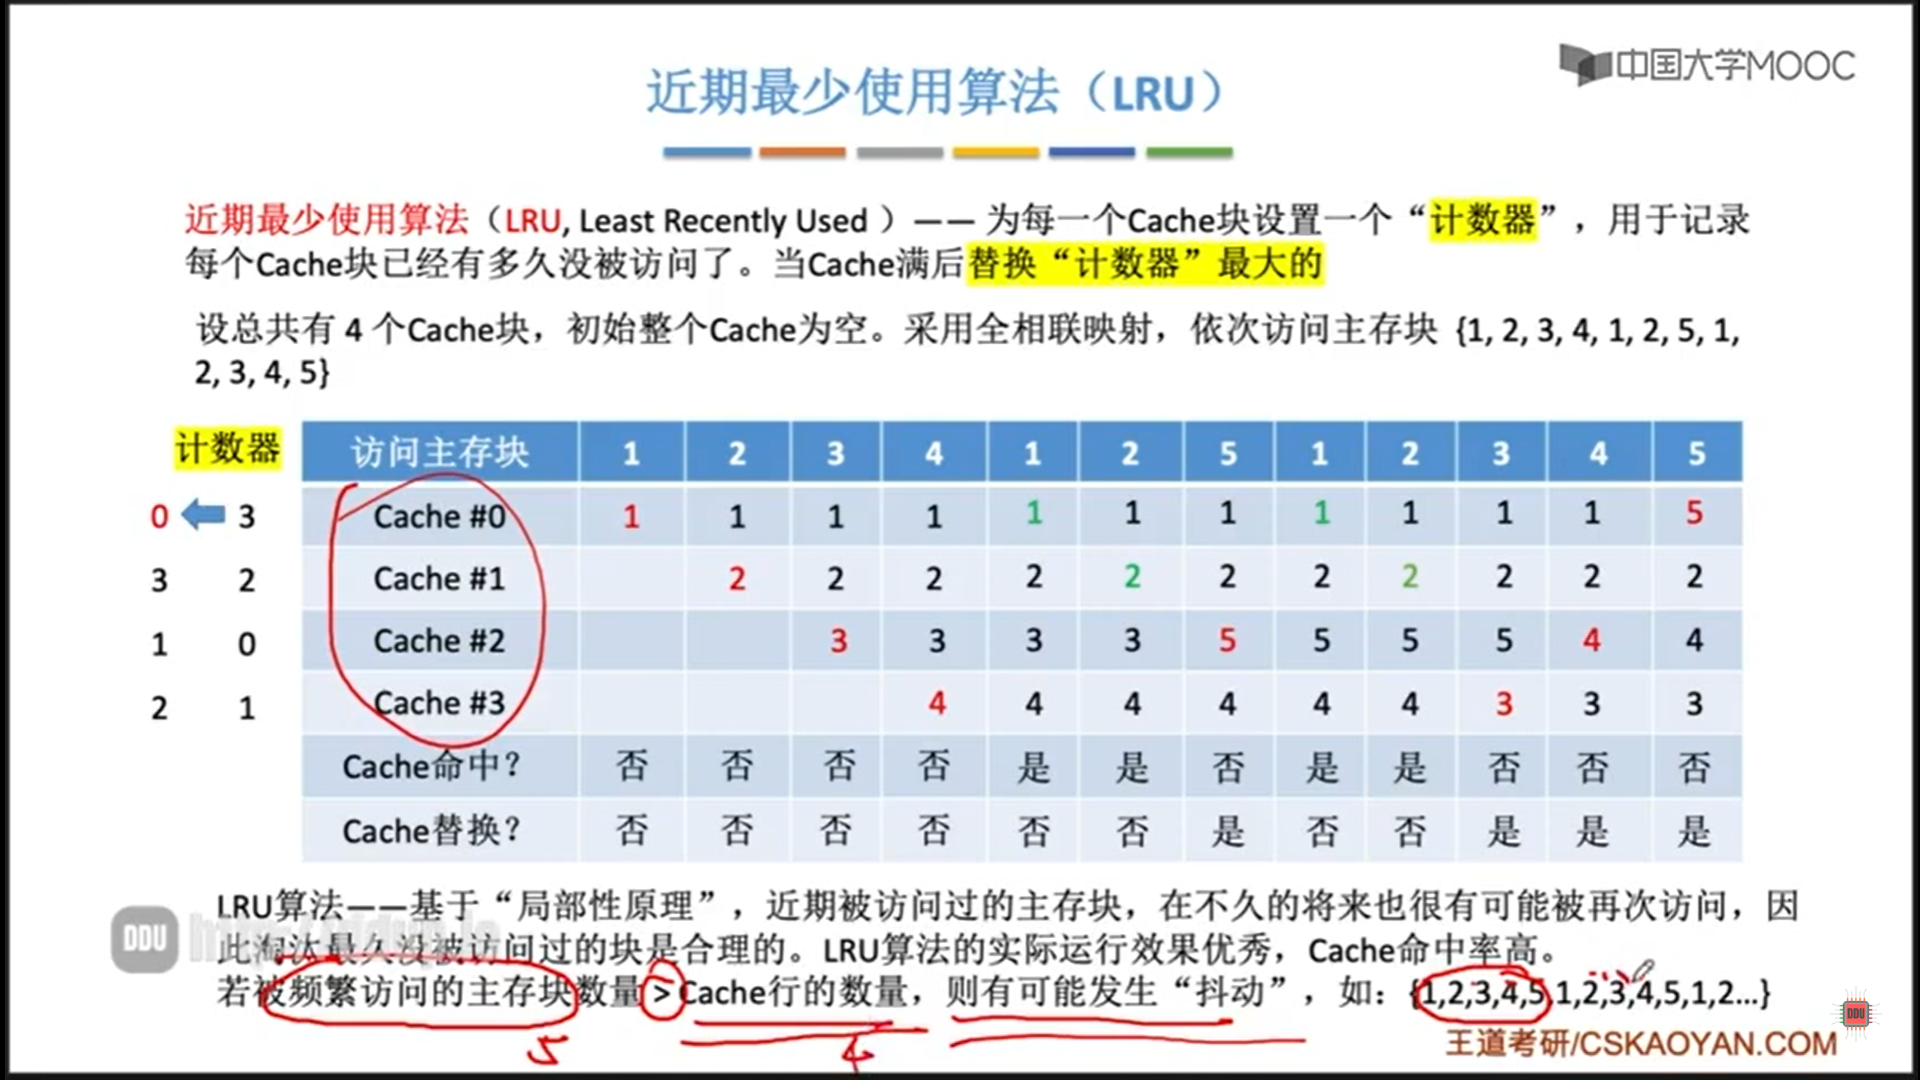 中国大学MOOC
近期最少使用算法（LRU）
近期最少使用算法（LRU, Least Recently Used ）—— 为每一个Cache块设置一个“计数器”，用于记录
每个Cache块已经有多久没被访问了。当Cache满后替换“计数器”最大的
设总共有 4 个Cache块，初始整个Cache为空。采用全相联映射，依次访问主存块 {1, 2, 3, 4, 1, 2, 5, 1,
2, 3, 4, 5}
计数器 访问主存块 1 2 3 4 1 2 5 1 2 3 4 5
0 3 Cache #0 1 1 1 1 1 1 1 1 1 1 1 5
3 2 Cache #1 2 2 2 2 2 2 2 2 2 2 2
1 0 Cache #2 3 3 3 3 5 5 5 5 4 4
2 1 Cache #3 4 4 4 4 4 4 3 3 3
Cache命中？ 否 否 否 否 是 是 否 是 是 否 否 否
Cache替换？ 否 否 否 否 否 否 是 否 否 是 是 是
LRU算法——基于“局部性原理”，近期被访问过的主存块，在不久的将来也很有可能被再次访问，因
此淘汰最久没被访问过的块是合理的。LRU算法的实际运行效果优秀，Cache命中率高。
若被频繁访问的主存块数量 > Cache行的数量，则有可能发生“抖动”，如：{1,2,3,4,5,1,2,3,4,5,1,2…}
5 4
DDU
DDU
王道考研/CSKAOYAN.COM